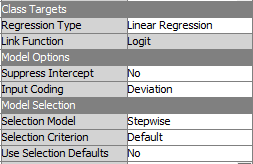 Class Targets
Regression Type Linear Regression
Link Function Logit
Model Options
Suppress Intercept No
Input Coding Deviation
Model Selection
Selection Model Stepwise
Selection Criterion Default
Use Selection Defaults No